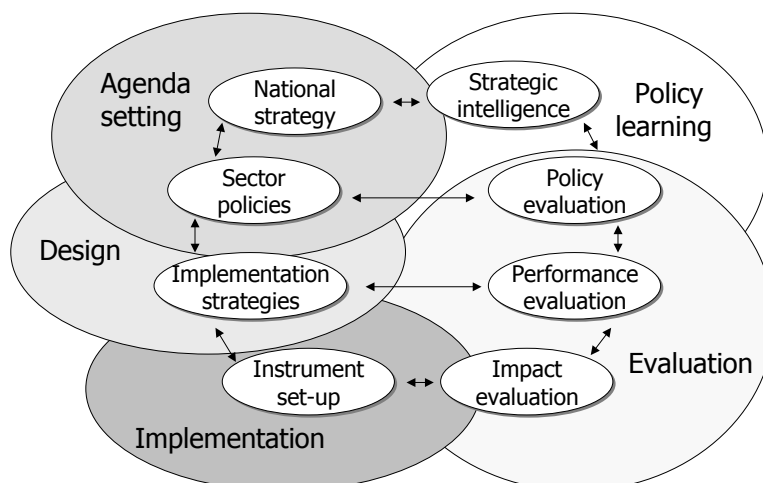 Agenda
setting
National
strategy
Strategic
intelligence
Policy
learning
Sector
policies
Policy
evaluation
Design
Implementation
strategies
Performance
evaluation
Instrument
set-up
Impact
evaluation
Evaluation
Implementation